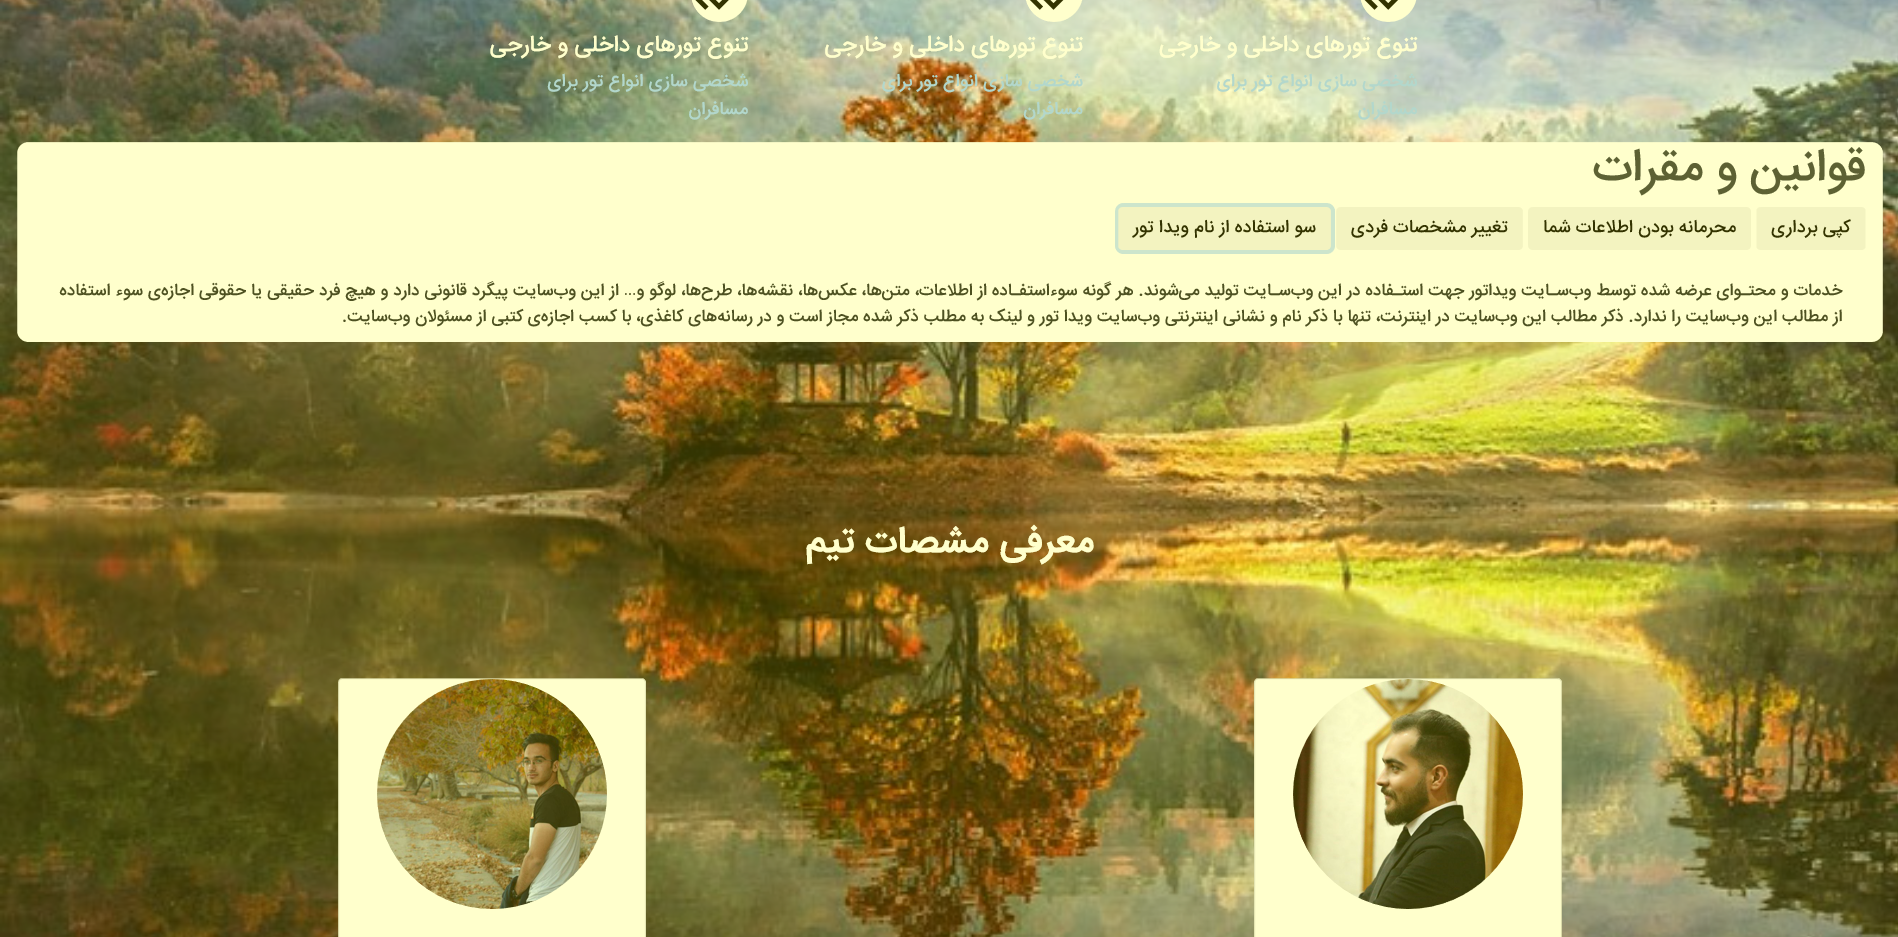 تنوع تورهای داخلی و خارجی
شخصی سازی انواع تور برای
مسافران
تنوع تورهای داخلی و خارجی
شخصی سازی انواع تور برای
مسافران
تنوع تورهای داخلی و خارجی
شخصی سازی انواع تور برای
مسافران
قوانین و مقرات
کپی برداری
محرمانه بودن اطلاعات شما
تغییر مشخصات فردی
سو استفاده از نام ویدا تور
خدمات و محتـوای عرضه شده توسط وب‌سـایت ویداتور جهت استـفاده در این وب‌سـایت تولید می‌شوند. هر گونه سوءاستفـاده از اطلاعات، متن‌ها، عکس‌ها، نقشه‌ها، طرح‌ها، لوگو و... از این وب‌سایت پیگرد قانونی دارد و هیچ فرد حقیقی یا حقوقی اجازه‌ی سوء استفاده
از مطالب این وب‌سایت را ندارد. ذکر مطالب این وب‌سایت در اینترنت، تنها با ذکر نام و نشانی اینترنتی وب‌سایت ویدا تور و لینک به مطلب ذکر شده مجاز است و در رسانه‌های کاغذی، با کسب اجازه‌ی کتبی از مسئولان وب‌سایت.
معرفی مشصات تیم